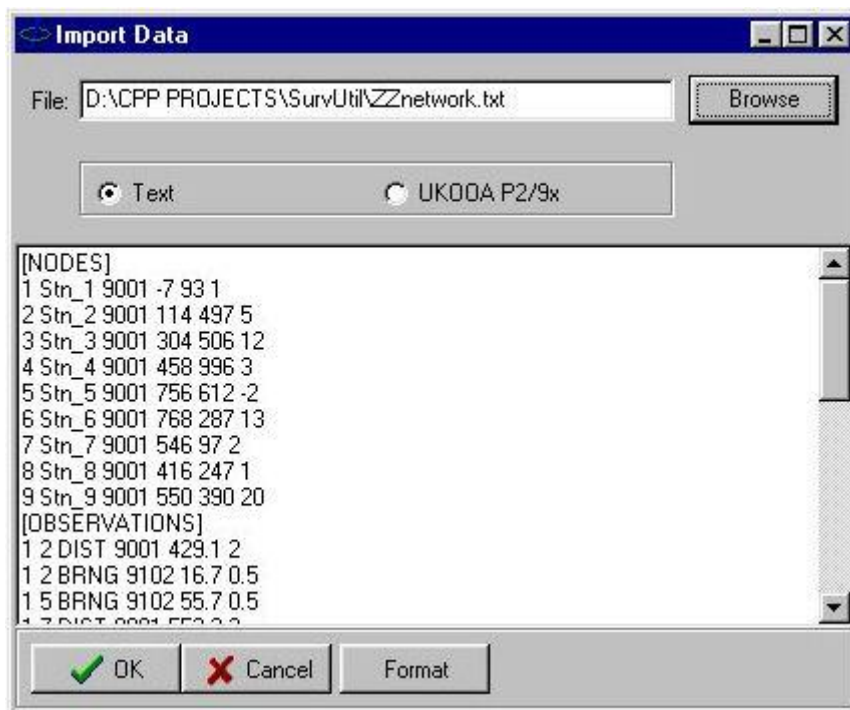 Import Data
File: D:\CPP PROJECTS\SurvUtil\ZZnetwork.txt Browse
Text UKOOA P2/9x
[NODES]
1 Stn_1 9001 -7 93 1
2 Stn_2 9001 114 497 5
3 Stn_3 9001 304 506 12
4 Stn_4 9001 458 996 3
5 Stn_5 9001 756 612 -2
6 Stn_6 9001 768 287 13
7 Stn_7 9001 546 97 2
8 Stn_8 9001 416 247 1
9 Stn_9 9001 550 390 20
[OBSERVATIONS]
1 2 DIST 9001 429.1 2
1 2 BRNG 9102 16.7 0.5
1 5 BRNG 9102 55.7 0.5
1 7 DIST 9001
OK Cancel Format